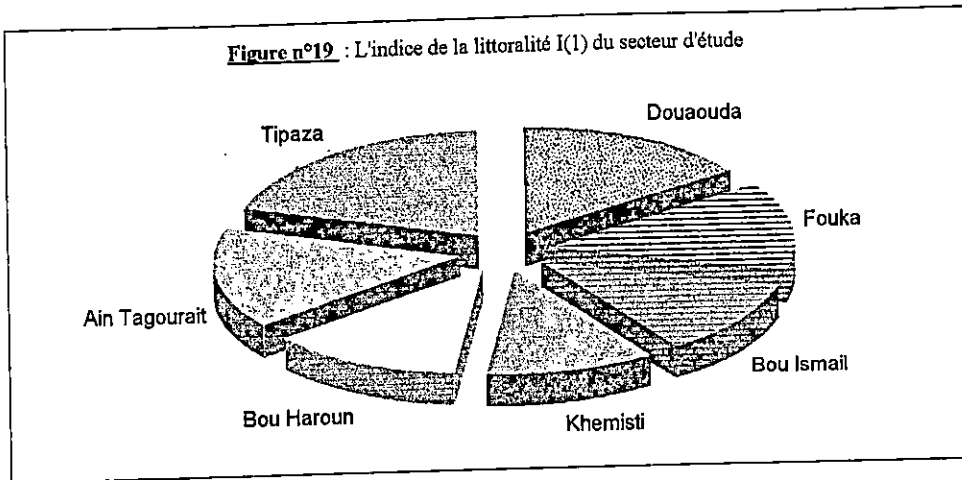 Figure n°19 : L'indice de la littoralité I(1) du secteur d'étude
Tipaza
Douaouda
Fouka
Ain Tagourait
Bou Ismail
Bou Haroun
Khemisti